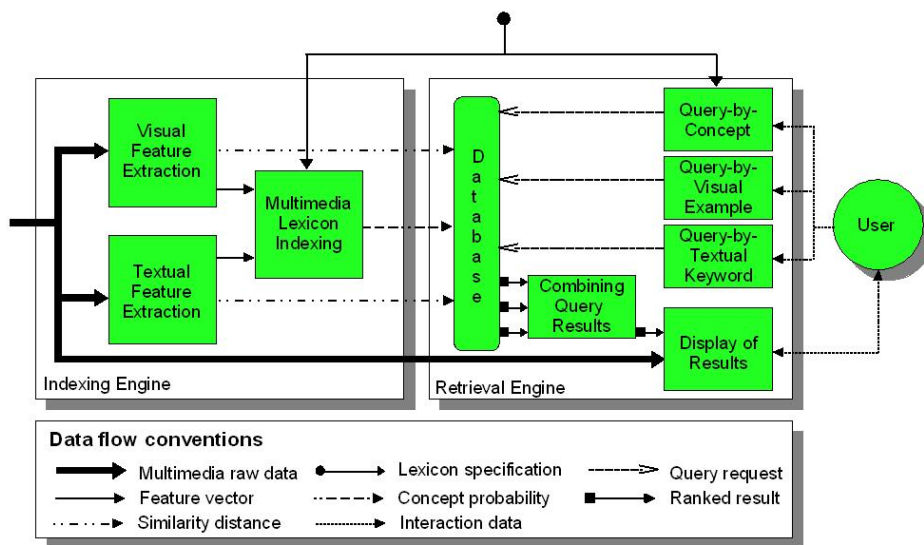 Visual
Feature
Extraction
Textual
Feature
Extraction
Multimedia
Lexicon
Indexing
Indexing Engine
Database
Query-by-
Concept
Query-by-
Visual
Example
Query-by-
Textual
Keyword
Combining
Query
Results
Display of
Results
Retrieval Engine
User
Data flow conventions
Multimedia raw data
Lexicon specification
Query request
Feature vector
Concept probability
Ranked result
Similarity distance
Interaction data